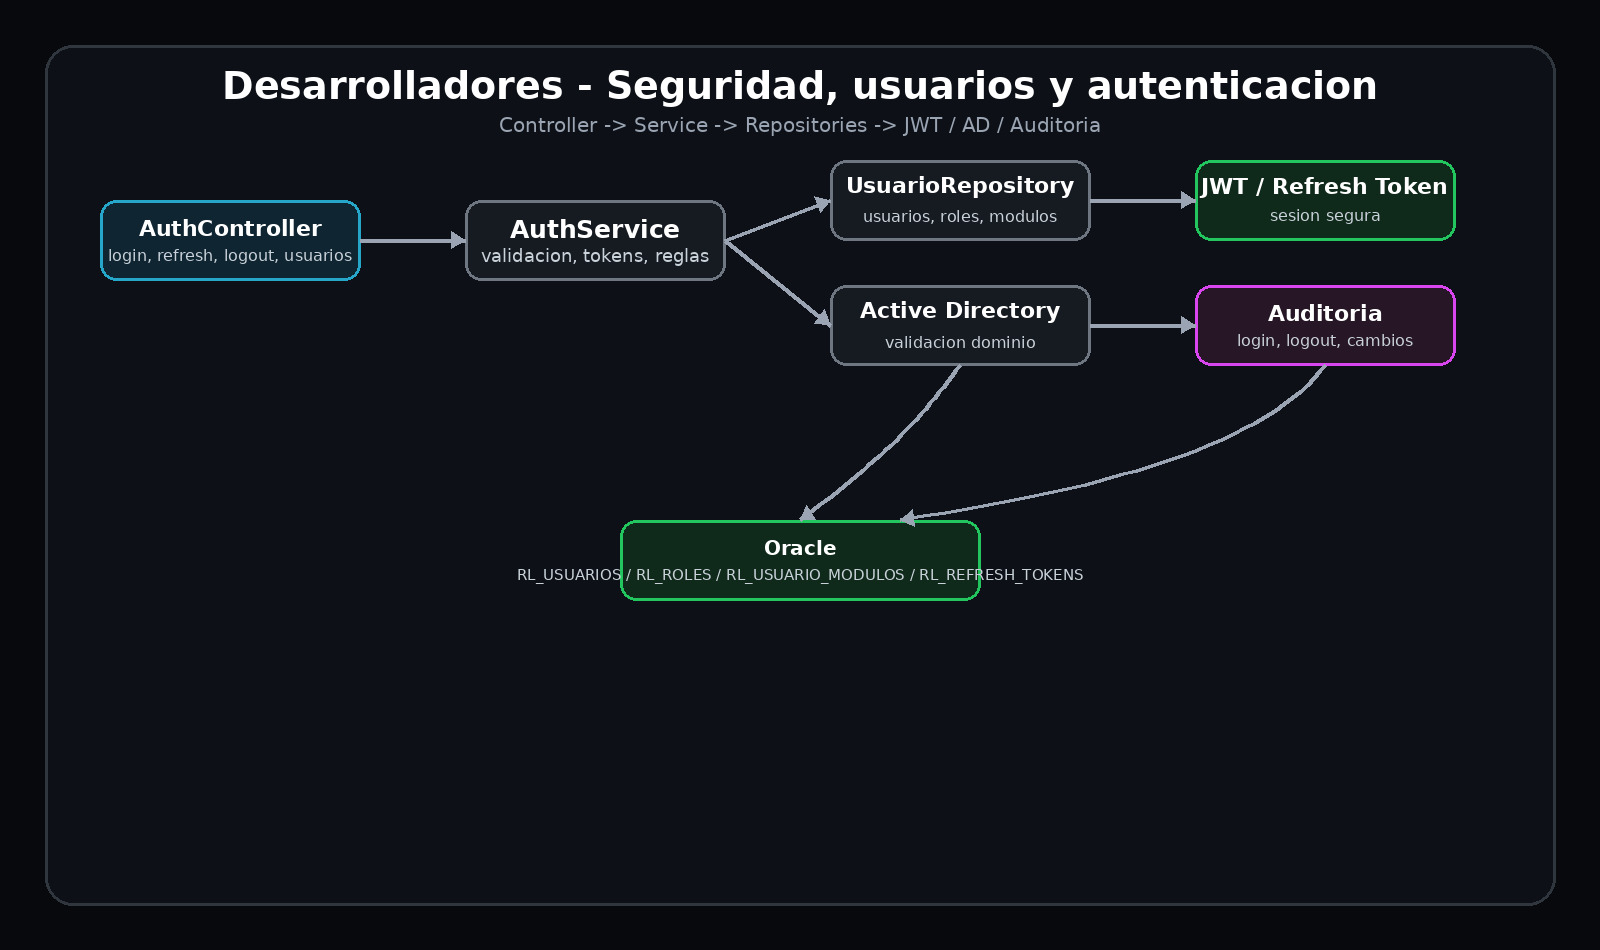 Desarrolladores - Seguridad, usuarios y autenticacion
Controller -> Service -> Repositories -> JWT / AD / Auditoria
AuthController
login, refresh, logout, usuarios
AuthService
validacion, tokens, reglas
UsuarioRepository
usuarios, roles, modulos
JWT / Refresh Token
sesion segura
Active Directory
validacion dominio
Auditoria
login, logout, cambios
Oracle
RL_USUARIOS / RL_ROLES / RL_USUARIO_MODULOS / RL_REFRESH_TOKENS